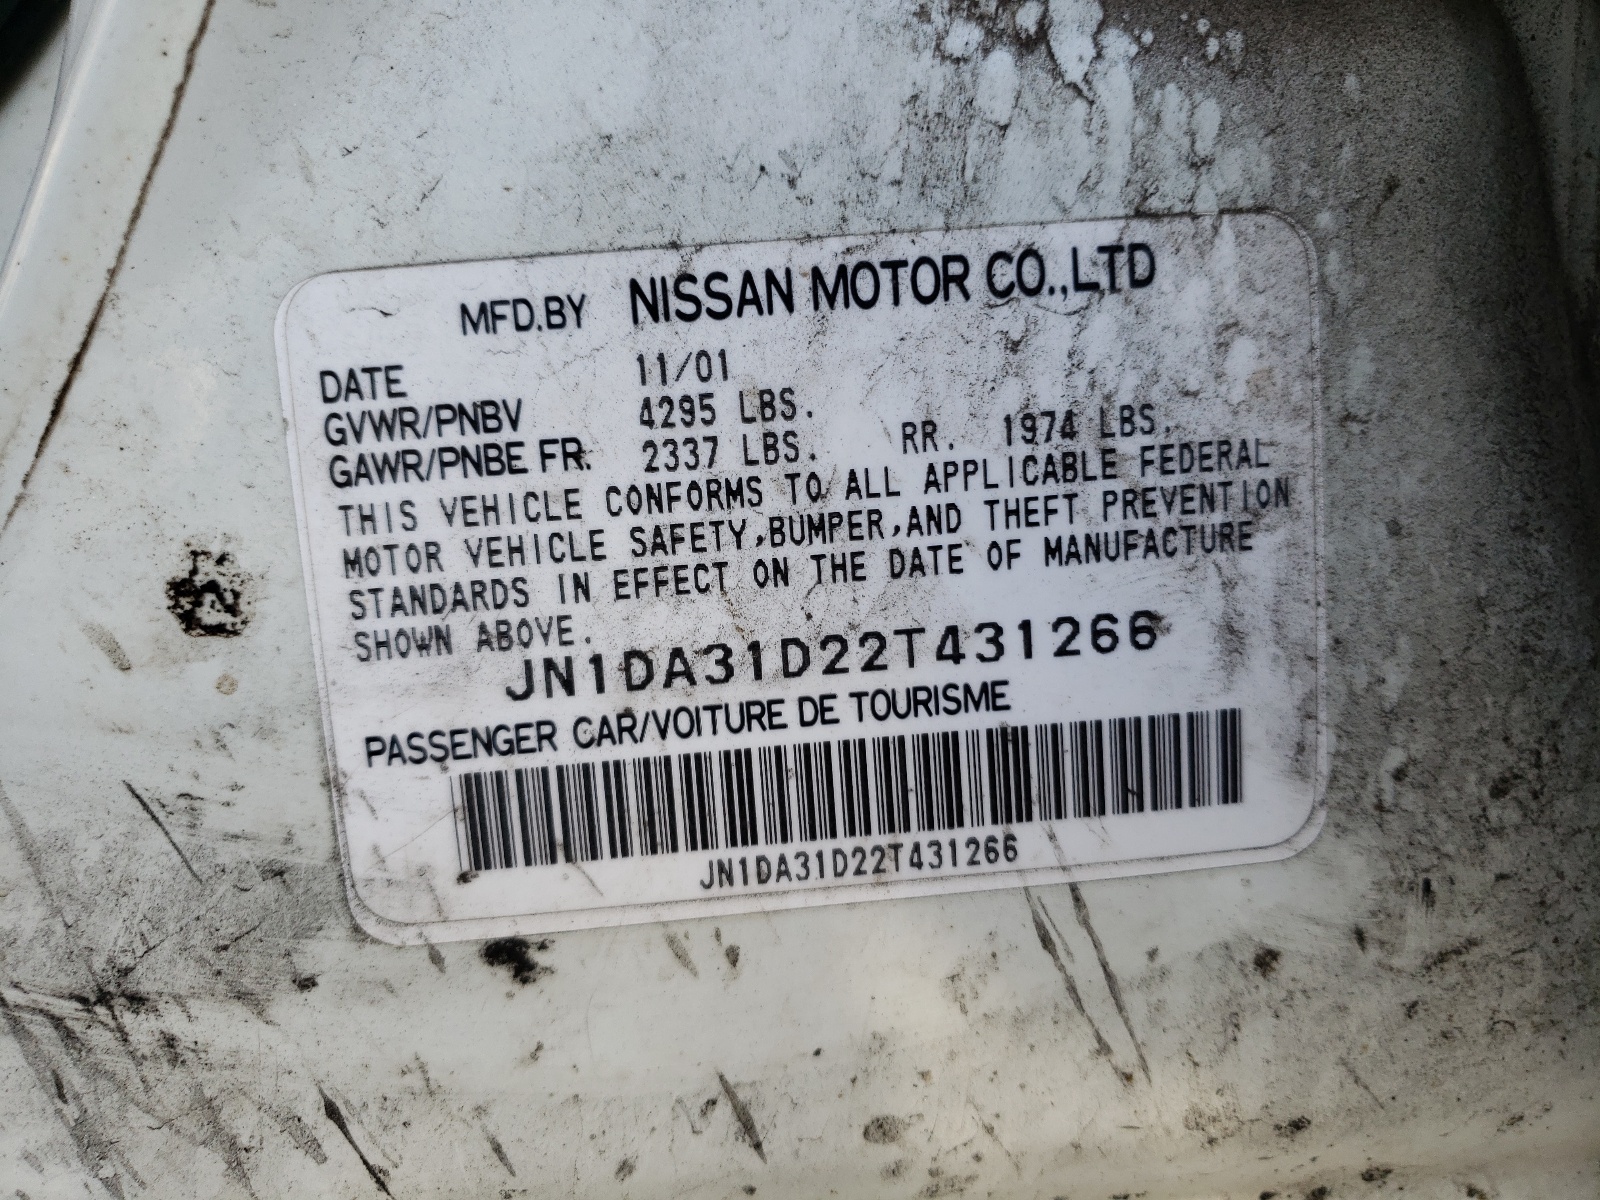 MFD.BY NISSAN MOTOR CO.,LTD
DATE 11/01
GVWR/PNBV 4295 LBS.
GAWR/PNBE FR. 2337 LBS. RR. 1974 LBS.
THIS VEHICLE CONFORMS TO ALL APPLICABLE FEDERAL
MOTOR VEHICLE SAFETY,BUMPER,AND THEFT PREVENTION
STANDARDS IN EFFECT ON THE DATE OF MANUFACTURE
SHOWN ABOVE.
JN1DA31D22T431266
PASSENGER CAR/VOITURE DE TOURISME
JN1DA31D22T431266